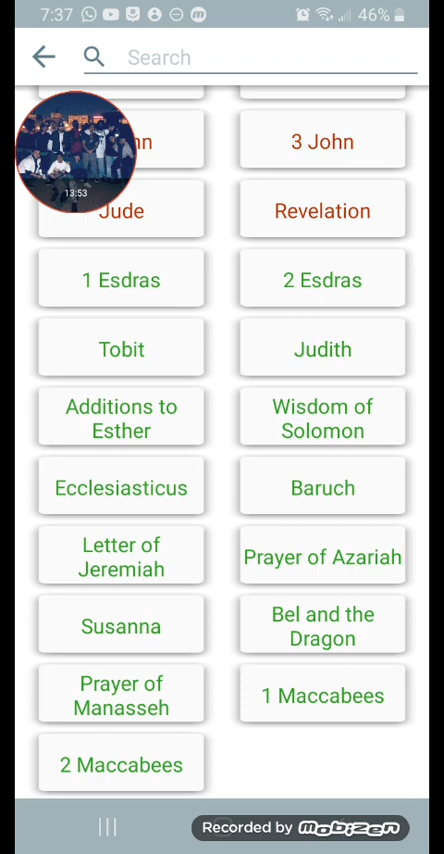 7:37 46%
Search
3 John
13:53
Jude Revelation
1 Esdras 2 Esdras
Tobit Judith
Additions to Esther Wisdom of Solomon
Ecclesiasticus Baruch
Letter of Jeremiah Prayer of Azariah
Susanna Bel and the Dragon
Prayer of Manasseh 1 Maccabees
2 Maccabees
Recorded by Mobizen